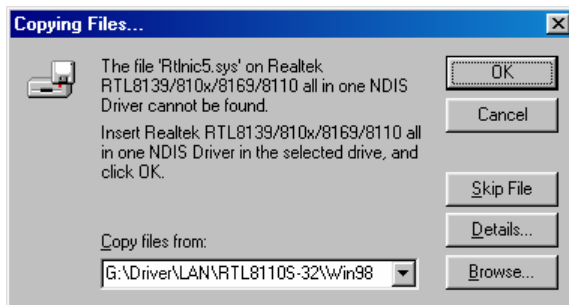 Copying Files...
The file 'Rtlnic5.sys' on Realtek
RTL8139/810x/8169/8110 all in one NDIS
Driver cannot be found.
Insert Realtek RTL8139/810x/8169/8110 all
in one NDIS Driver in the selected drive, and
click OK.
Copy files from:
G:\Driver\LAN\RTL8110S-32\Win98
OK
Cancel
Skip File
Details...
Browse...